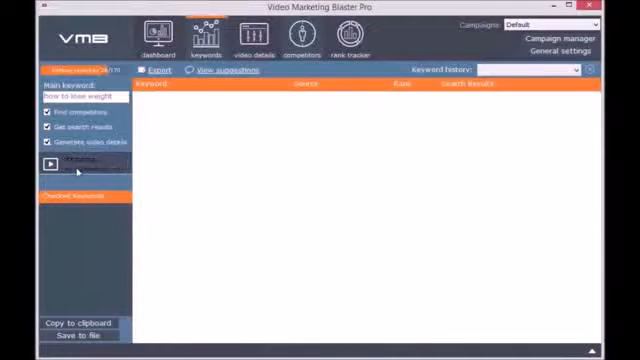 Video Marketing Blaster Pro
vmB
dashboard
keywords
video details
competitors
rank tracker
Campaigns: Default
Campaign manager
General settings
Export
View suggestions
Keyword history:
Main keyword:
how to lose weight
Find competitors
Get search results
Generate video details
Keyword
Source
Rank
Search Results
Checked Keywords
Copy to clipboard
Save to file